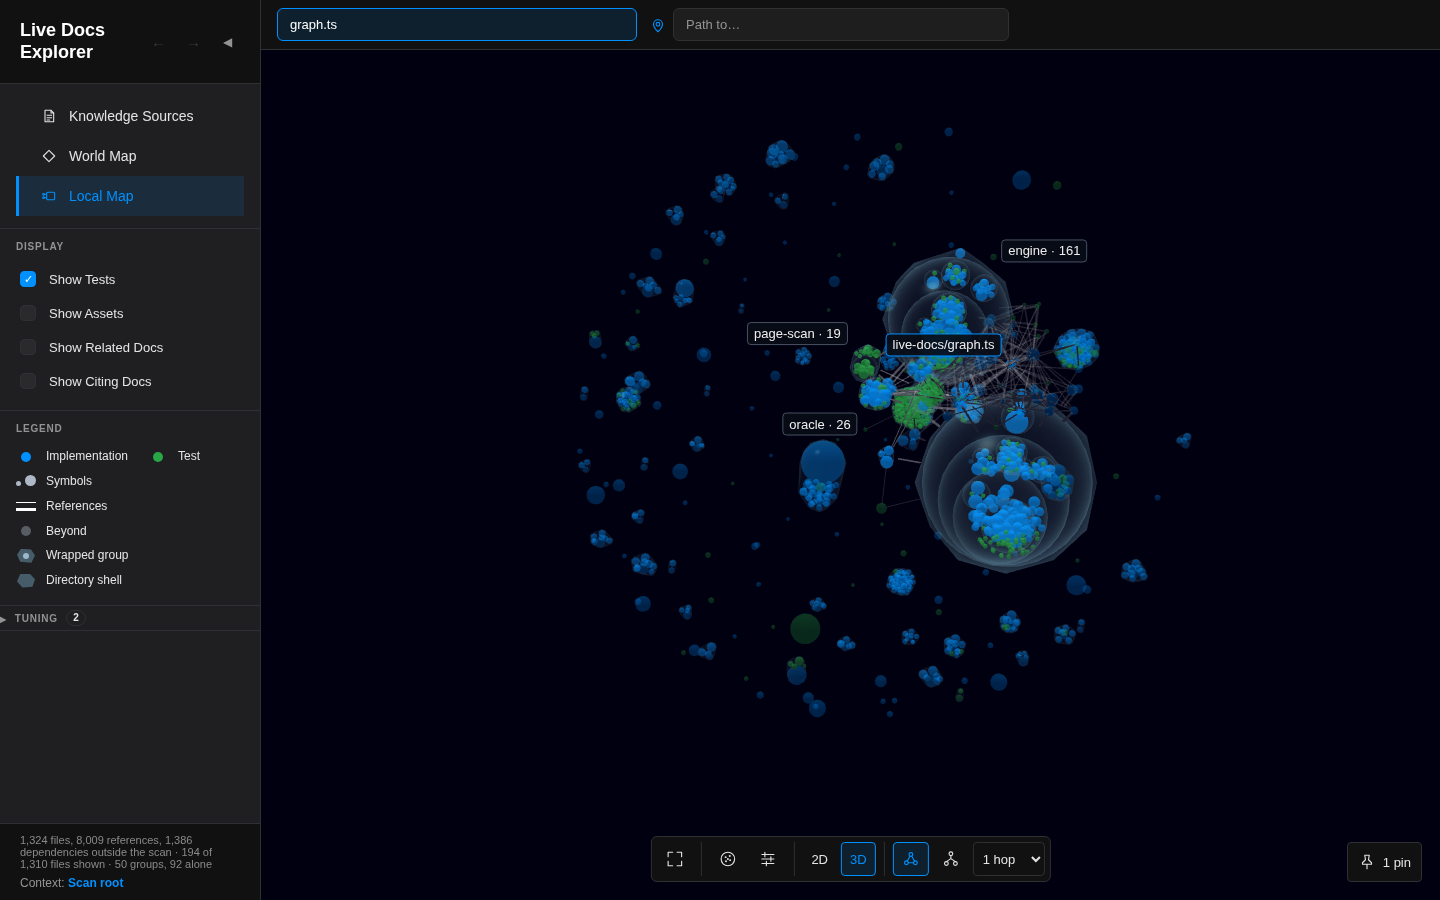 Live Docs
Explorer
← → ◀
Knowledge Sources
World Map
Local Map
DISPLAY
✓ Show Tests
Show Assets
Show Related Docs
Show Citing Docs
LEGEND
Implementation Test
Symbols
References
Beyond
Wrapped group
Directory shell
▶ TUNING 2
1,324 files, 8,009 references, 1,386
dependencies outside the scan · 194 of
1,310 files shown · 50 groups, 92 alone
Context: Scan root
graph.ts
Path to…
engine · 161
page-scan · 19
live-docs/graph.ts
oracle · 26
2D 3D 1 hop
1 pin